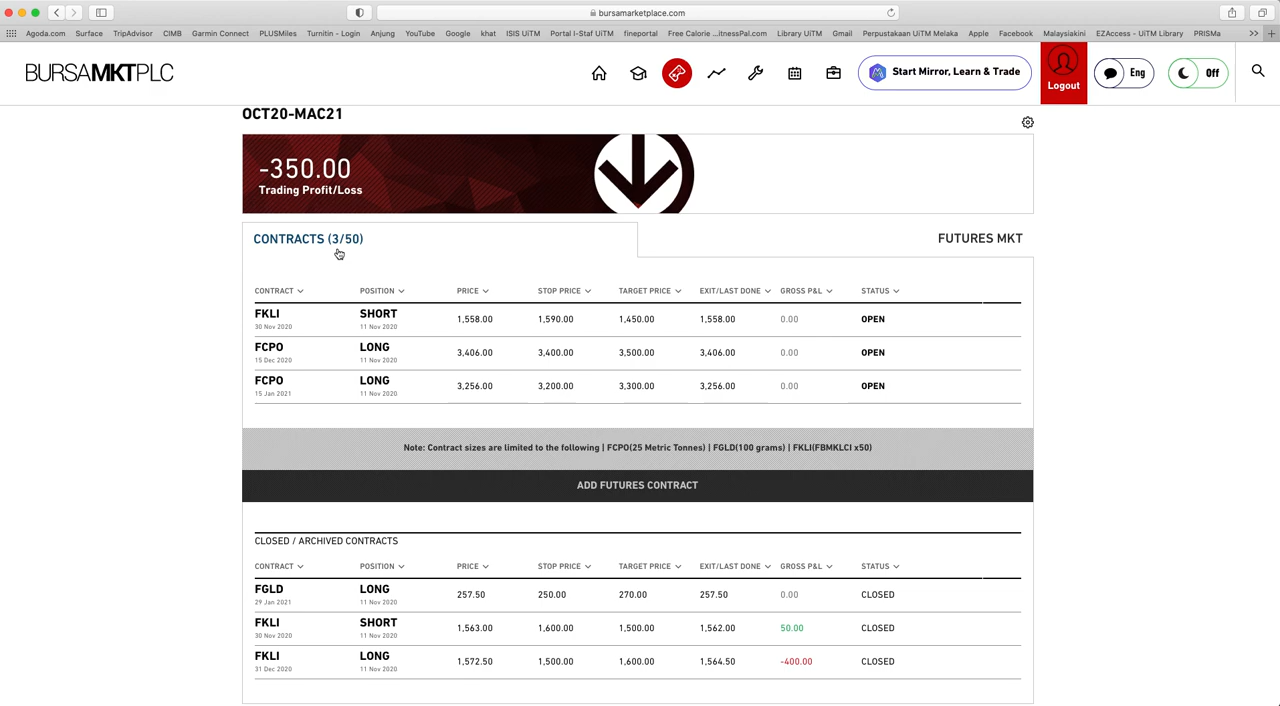 bursamarketplace.com
Agoda.com Surface TripAdvisor CIMB Garmin Connect PLUSMiles Turnitin - Login Anjung YouTube Google khat ISIS UiTM Portal I-Staf UiTM fineportal Free Calorie ...itnessPal.com Library UiTM Gmail Perpustakaan UiTM Melaka Apple Facebook Malaysiakini EZAccess - UiTM Library PRISMa
BURSAMKTPLC
Start Mirror, Learn & Trade
Logout
Eng
Off
OCT20-MAC21
-350.00
Trading Profit/Loss
CONTRACTS (3/50)
FUTURES MKT
CONTRACT POSITION PRICE STOP PRICE TARGET PRICE EXIT/LAST DONE GROSS P&L STATUS
FKLI SHORT 1,558.00 1,590.00 1,450.00 1,558.00 0.00 OPEN
30 Nov 2020 11 Nov 2020
FCPO LONG 3,406.00 3,400.00 3,500.00 3,406.00 0.00 OPEN
15 Dec 2020 11 Nov 2020
FCPO LONG 3,256.00 3,200.00 3,300.00 3,256.00 0.00 OPEN
15 Jan 2021 11 Nov 2020
Note: Contract sizes are limited to the following | FCPO(25 Metric Tonnes) | FGLD(100 grams) | FKLI(FBMKLCI x50)
ADD FUTURES CONTRACT
CLOSED / ARCHIVED CONTRACTS
CONTRACT POSITION PRICE STOP PRICE TARGET PRICE EXIT/LAST DONE GROSS P&L STATUS
FGLD LONG 257.50 250.00 270.00 257.50 0.00 CLOSED
29 Jan 2021 11 Nov 2020
FKLI SHORT 1,563.00 1,600.00 1,500.00 1,562.00 50.00 CLOSED
30 Nov 2020 11 Nov 2020
FKLI LONG 1,572.50 1,500.00 1,600.00 1,564.50 -400.00 CLOSED
31 Dec 2020 11 Nov 2020